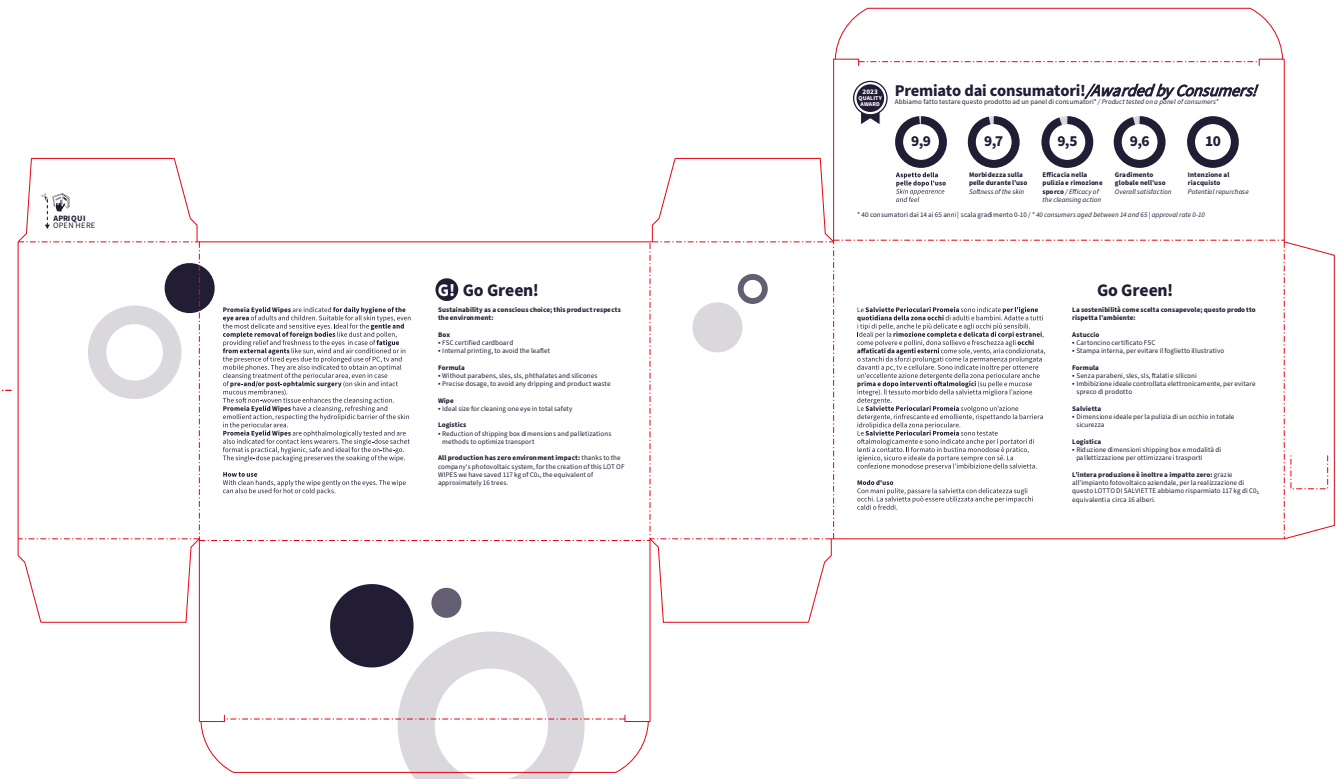 2023
QUALITY
AWARD
Premiato dai consumatori!/Awarded by Consumers!
Abbiamo fatto testare questo prodotto ad un panel di consumatori* / Product tested on a panel of consumers*
9,9
9,7
9,5
9,6
10
Aspetto della
pelle dopo l'uso
Skin appearence
and feel
Morbidezza sulla
pelle durante l'uso
Softness of the skin
Efficacia nella
pulizia e rimozione
sporco / Efficacy of
the cleansing action
Gradimento
globale nell'uso
Overall satisfaction
Intenzione al
riacquisto
Potential repurchase
* 40 consumatori dai 14 ai 65 anni | scala gradimento 0-10 / * 40 consumers aged between 14 and 65 | approval rate 0-10
APRI QUI
OPEN HERE
Promeia Eyelid Wipes are indicated for daily hygiene of the
eye area of adults and children. Suitable for all skin types, even
the most delicate and sensitive eyes. Ideal for the gentle and
complete removal of foreign bodies like dust and pollen,
providing relief and freshness to the eyes in case of fatigue
from external agents like sun, wind and air conditioned or in
the presence of tired eyes due to prolonged use of PC, tv and
mobile phones. They are also indicated to obtain an optimal
cleansing treatment of the periocular area, even in case
of pre-and/or post-ophtalmic surgery (on skin and intact
mucous membranes).
The soft non-woven tissue enhances the cleansing action.
Promeia Eyelid Wipes have a cleansing, refreshing and
emollient action, respecting the hydrolipidic barrier of the skin
in the periocular area.
Promeia Eyelid Wipes are ophthalmologically tested and are
also indicated for contact lens wearers. The single-dose sachet
format is practical, hygienic, safe and ideal for the on-the-go.
The single-dose packaging preserves the soaking of the wipe.
How to use
With clean hands, apply the wipe gently on the eyes. The wipe
can also be used for hot or cold packs.
G! Go Green!
Sustainability as a conscious choice; this product respects
the environment:
Box
• FSC certified cardboard
• Internal printing, to avoid the leaflet
Formula
• Without parabens, sles, sls, phthalates and silicones
• Precise dosage, to avoid any dripping and product waste
Wipe
• Ideal size for cleaning one eye in total safety
Logistics
• Reduction of shipping box dimensions and palletizations
methods to optimize transport
All production has zero environment impact: thanks to the
company's photovoltaic system, for the creation of this LOT OF
WIPES we have saved 117 kg of C0₂, the equivalent of
approximately 16 trees.
Le Salviette Perioculari Promeia sono indicate per l'igiene
quotidiana della zona occhi di adulti e bambini. Adatte a tutti
i tipi di pelle, anche le più delicate e agli occhi più sensibili.
Ideali per la rimozione completa e delicata di corpi estranei,
come polvere e pollini, dona sollievo e freschezza agli occhi
affaticati da agenti esterni come sole, vento, aria condizionata,
o stanchi da sforzi prolungati come la permanenza prolungata
davanti a pc, tv e cellulare. Sono indicate inoltre per ottenere
un'eccellente azione detergente della zona perioculare anche
prima e dopo interventi oftalmologici (su pelle e mucose
integre). Il tessuto morbido della salvietta migliora l'azione
detergente.
Le Salviette Perioculari Promeia svolgono un'azione
detergente, rinfrescante ed emolliente, rispettando la barriera
idrolipidica della zona perioculare.
Le Salviette Perioculari Promeia sono testate
oftalmologicamente e sono indicate anche per i portatori di
lenti a contatto. Il formato in bustina monodose è pratico,
igienico, sicuro e ideale da portare sempre con sé. La
confezione monodose preserva l'imbibizione della salvietta.
Modo d'uso
Con mani pulite, passare la salvietta con delicatezza sugli
occhi. La salvietta può essere utilizzata anche per impacchi
caldi o freddi.
Go Green!
La sostenibilità come scelta consapevole; questo prodotto
rispetta l'ambiente:
Astuccio
• Cartoncino certificato FSC
• Stampa interna, per evitare il foglietto illustrativo
Formula
• Senza parabeni, sles, sls, ftalati e siliconi
• Imbibizione ideale controllata elettronicamente, per evitare
spreco di prodotto
Salvietta
• Dimensione ideale per la pulizia di un occhio in totale
sicurezza
Logistica
• Riduzione dimensioni shipping box e modalità di
pallettizzazione per ottimizzare i trasporti
L'intera produzione è inoltre a impatto zero: grazie
all'impianto fotovoltaico aziendale, per la realizzazione di
questo LOTTO DI SALVIETTE abbiamo risparmiato 117 kg di C0₂
equivalenti a circa 16 alberi.